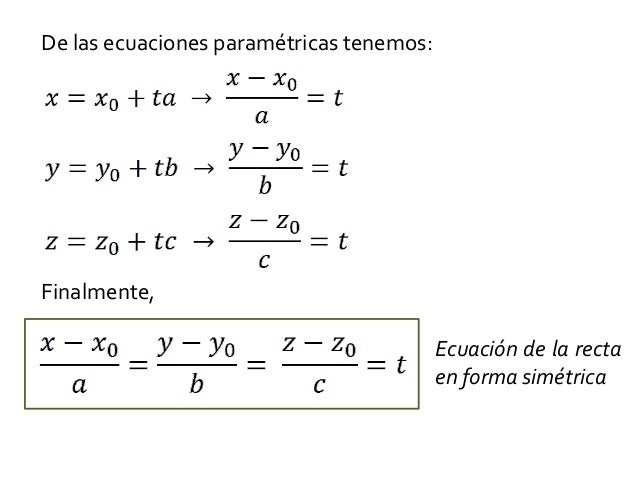 De las ecuaciones paramétricas tenemos:
x = x₀ + ta → (x − x₀)/a = t
y = y₀ + tb → (y − y₀)/b = t
z = z₀ + tc → (z − z₀)/c = t
Finalmente,
(x − x₀)/a = (y − y₀)/b = (z − z₀)/c = t
Ecuación de la recta
en forma simétrica